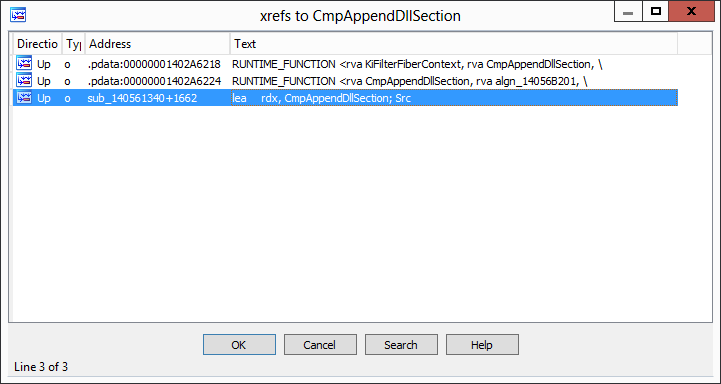 xrefs to CmpAppendDllSection
Directio Typ Address Text
Up o .pdata:00000001402A6218 RUNTIME_FUNCTION <rva KiFilterFiberContext, rva CmpAppendDllSection, \
Up o .pdata:00000001402A6224 RUNTIME_FUNCTION <rva CmpAppendDllSection, rva algn_14056B201, \
Up o sub_140561340+1662 lea rdx, CmpAppendDllSection; Src
OK Cancel Search Help
Line 3 of 3